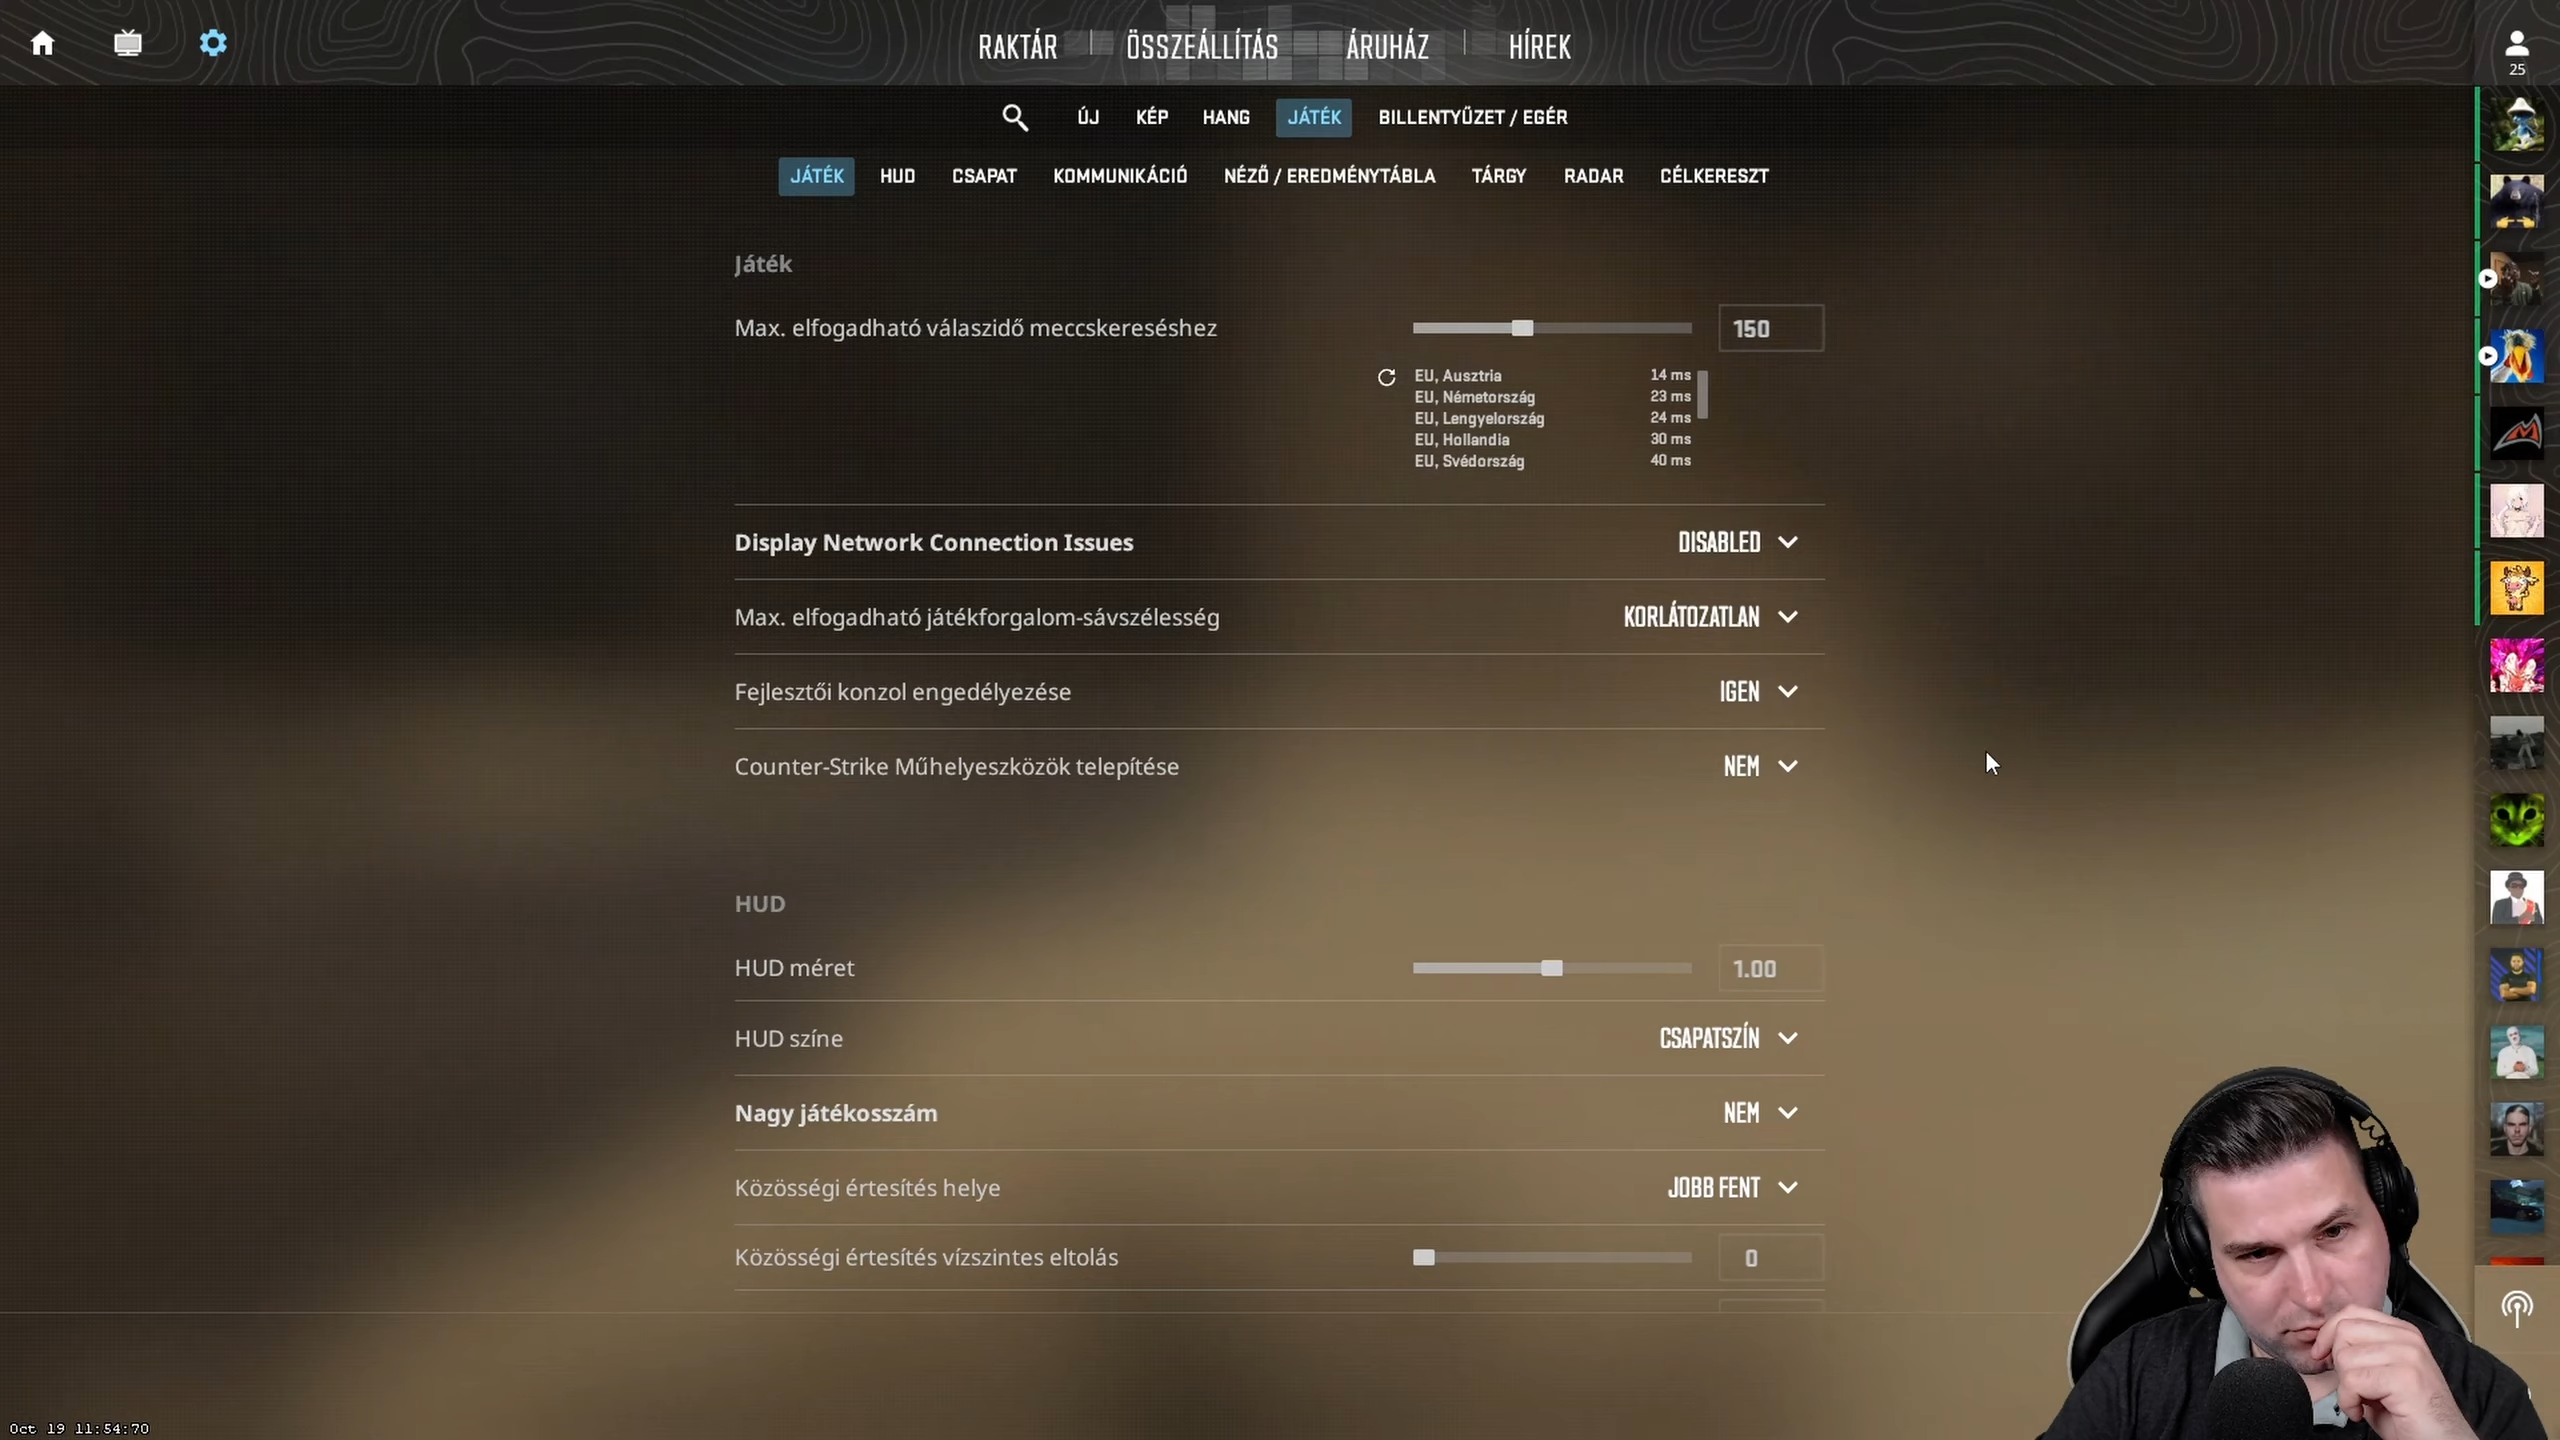 RAKTÁR
ÖSSZEÁLLÍTÁS
ÁRUHÁZ
HÍREK
25
ÚJ
KÉP
HANG
JÁTÉK
BILLENTYŰZET / EGÉR
JÁTÉK
HUD
CSAPAT
KOMMUNIKÁCIÓ
NÉZŐ / EREDMÉNYTÁBLA
TÁRGY
RADAR
CÉLKERESZT
Játék
Max. elfogadható válaszidő meccskereséshez
150
EU, Ausztria 14 ms
EU, Németország 23 ms
EU, Lengyelország 24 ms
EU, Hollandia 30 ms
EU, Svédország 40 ms
Display Network Connection Issues
DISABLED
Max. elfogadható játékforgalom-sávszélesség
KORLÁTOZATLAN
Fejlesztői konzol engedélyezése
IGEN
Counter-Strike Műhelyeszközök telepítése
NEM
HUD
HUD méret
1.00
HUD színe
CSAPATSZÍN
Nagy játékosszám
NEM
Közösségi értesítés helye
JOBB FENT
Közösségi értesítés vízszintes eltolás
0
Oct 19 11:54:70